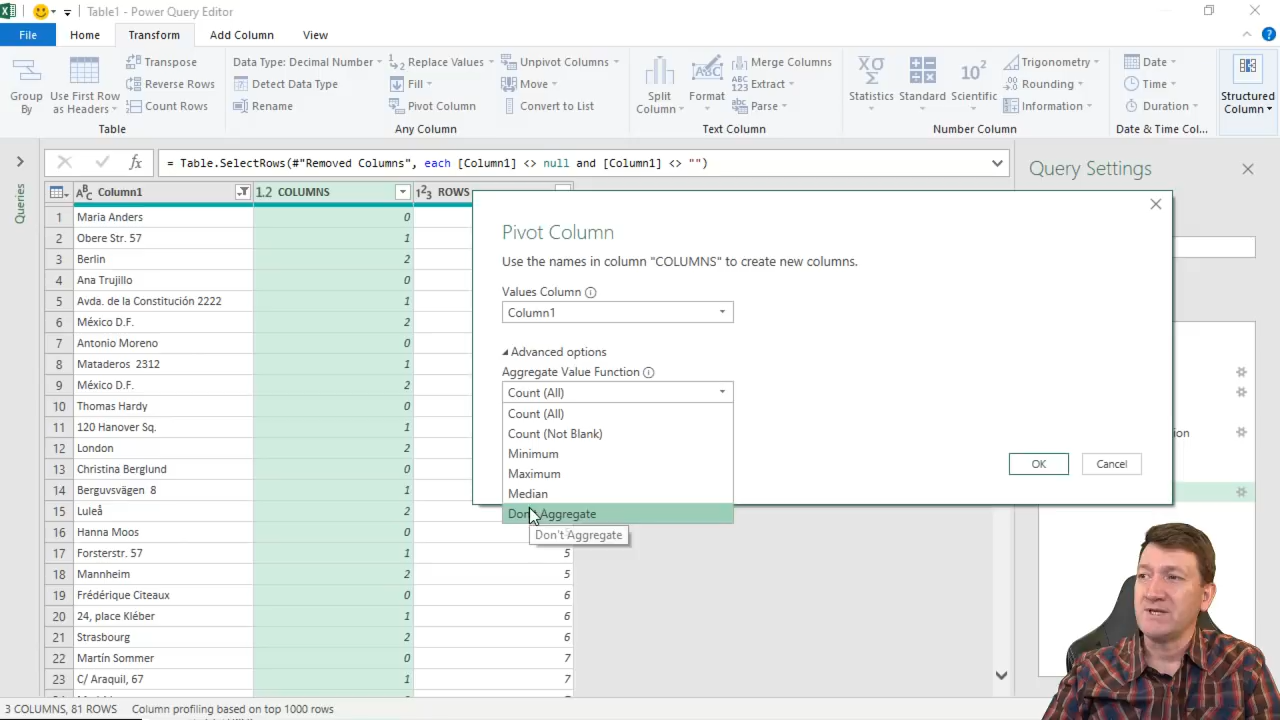 Table1 - Power Query Editor
File Home Transform Add Column View
Group By
Use First Row as Headers
Transpose
Reverse Rows
Count Rows
Table
Data Type: Decimal Number
Detect Data Type
Rename
Replace Values
Fill
Pivot Column
Unpivot Columns
Move
Convert to List
Any Column
Split Column
Format
Merge Columns
Extract
Parse
Text Column
Statistics
Standard
Scientific
Trigonometry
Rounding
Information
Number Column
Date
Time
Duration
Date & Time Col...
Structured Column
= Table.SelectRows(#"Removed Columns", each [Column1] <> null and [Column1] <> "")
Queries
Query Settings
Column1 1.2 COLUMNS 123 ROWS
1 Maria Anders 0
2 Obere Str. 57 1
3 Berlin 2
4 Ana Trujillo 0
5 Avda. de la Constitución 2222 1
6 México D.F. 2
7 Antonio Moreno 0
8 Mataderos 2312 1
9 México D.F. 2
10 Thomas Hardy 0
11 120 Hanover Sq. 1
12 London 2
13 Christina Berglund 0
14 Berguvsvägen 8 1
15 Luleå 2
16 Hanna Moos 0
17 Forsterstr. 57 1 5
18 Mannheim 2 5
19 Frédérique Citeaux 0 6
20 24, place Kléber 1 6
21 Strasbourg 2 6
22 Martín Sommer 0 7
23 C/ Araquil, 67 1 7
Pivot Column
Use the names in column "COLUMNS" to create new columns.
Values Column
Column1
Advanced options
Aggregate Value Function
Count (All)
Count (All)
Count (Not Blank)
Minimum
Maximum
Median
Don't Aggregate
Don't Aggregate
OK Cancel
ion
3 COLUMNS, 81 ROWS Column profiling based on top 1000 rows